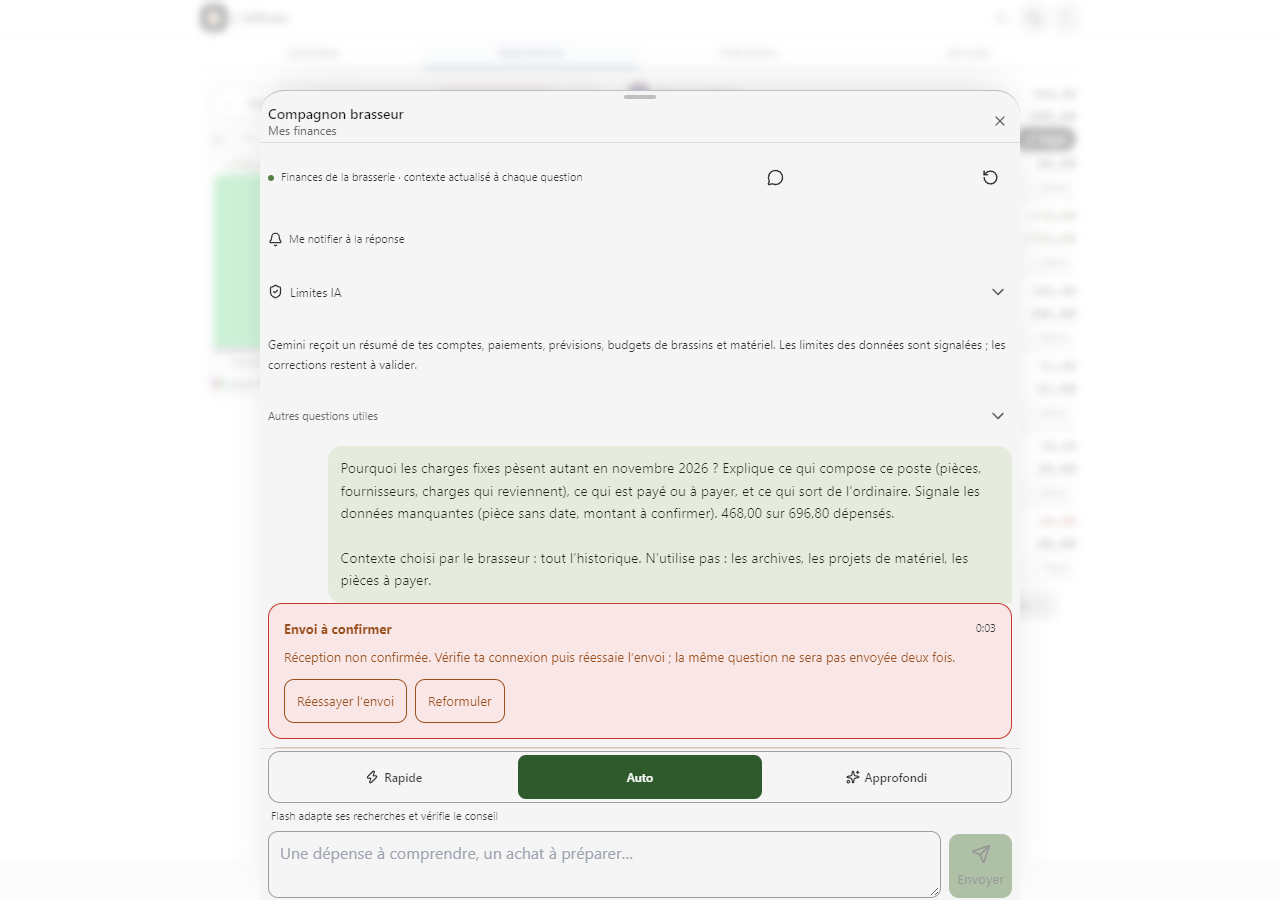 Compagnon brasseur
Mes finances
Finances de la brasserie · contexte actualisé à chaque question
Me notifier à la réponse
Limites IA
Gemini reçoit un résumé de tes comptes, paiements, prévisions, budgets de brassins et matériel. Les limites des données sont signalées ; les
corrections restent à valider.
Autres questions utiles
Pourquoi les charges fixes pèsent autant en novembre 2026 ? Explique ce qui compose ce poste (pièces,
fournisseurs, charges qui reviennent), ce qui est payé ou à payer, et ce qui sort de l'ordinaire. Signale les
données manquantes (pièce sans date, montant à confirmer). 468,00 sur 696,80 dépensés.
Contexte choisi par le brasseur : tout l’historique. N’utilise pas : les archives, les projets de matériel, les
pièces à payer.
Envoi à confirmer
0:03
Réception non confirmée. Vérifie ta connexion puis réessaie l’envoi ; la même question ne sera pas envoyée deux fois.
Réessayer l’envoi
Reformuler
Rapide
Auto
Approfondi
Flash adapte ses recherches et vérifie le conseil
Une dépense à comprendre, un achat à préparer…
Envoyer